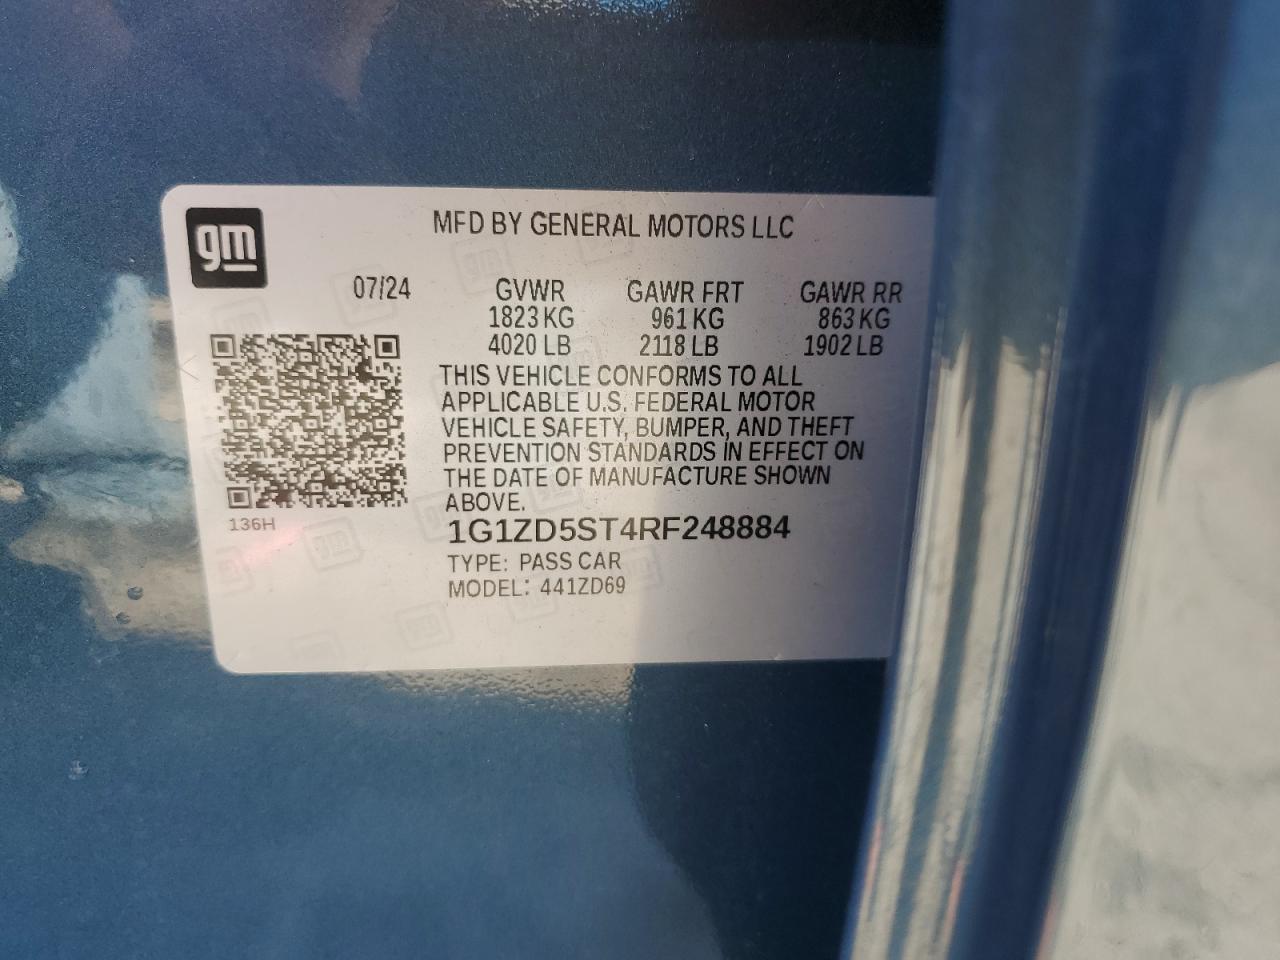 gm
MFD BY GENERAL MOTORS LLC
07/24 GVWR GAWR FRT GAWR RR
1823 KG 961 KG 863 KG
4020 LB 2118 LB 1902 LB
THIS VEHICLE CONFORMS TO ALL
APPLICABLE U.S. FEDERAL MOTOR
VEHICLE SAFETY, BUMPER, AND THEFT
PREVENTION STANDARDS IN EFFECT ON
THE DATE OF MANUFACTURE SHOWN
ABOVE.
136H
1G1ZD5ST4RF248884
TYPE: PASS CAR
MODEL: 441ZD69